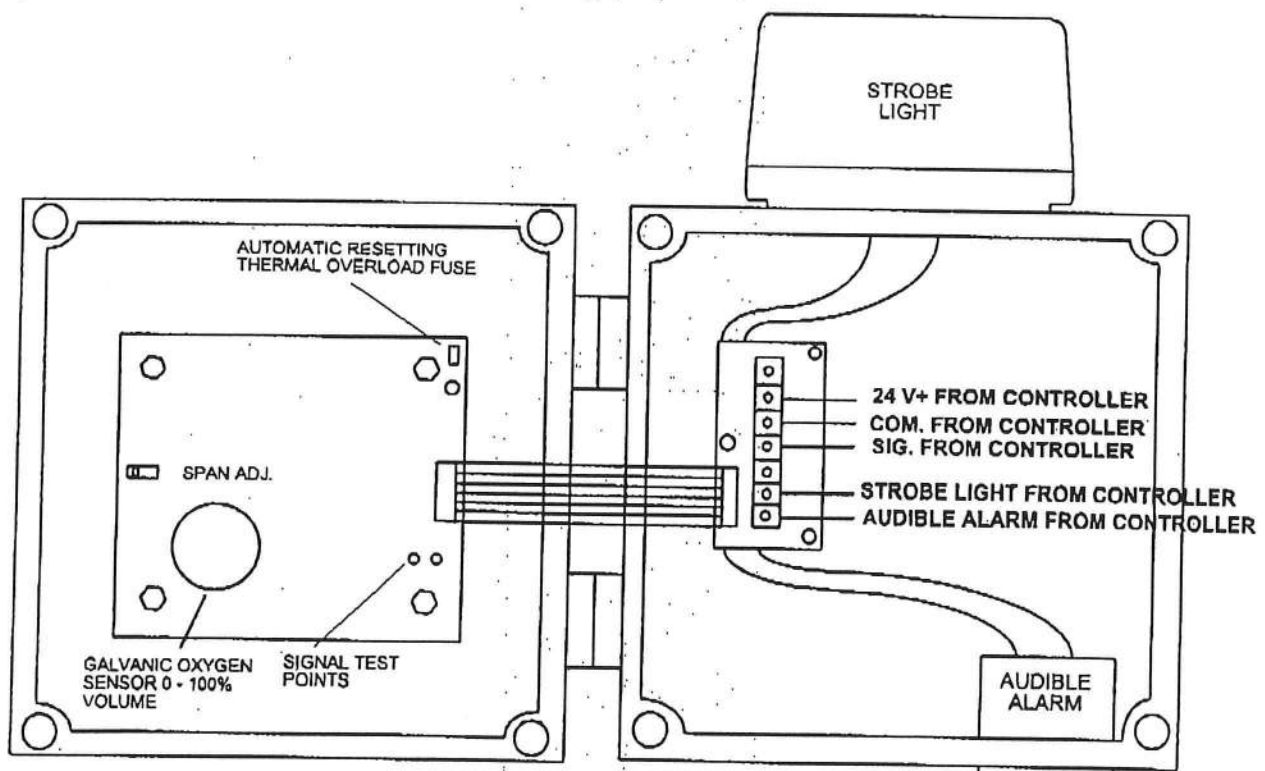 STROBE
LIGHT
AUTOMATIC RESETTING
THERMAL OVERLOAD FUSE
SPAN ADJ.
GALVANIC OXYGEN
SENSOR 0 - 100%
VOLUME
SIGNAL TEST
POINTS
24 V+ FROM CONTROLLER
COM. FROM CONTROLLER
SIG. FROM CONTROLLER
STROBE LIGHT FROM CONTROLLER
AUDIBLE ALARM FROM CONTROLLER
AUDIBLE
ALARM